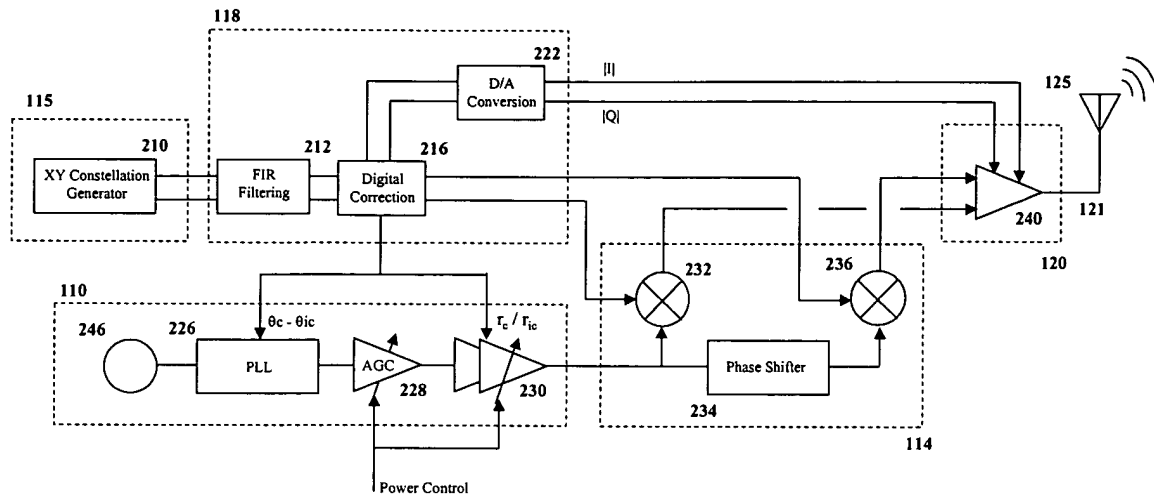 118
222
D/A
Conversion
|I|
|Q|
125
115
210
XY Constellation
Generator
212
FIR
Filtering
216
Digital
Correction
240
121
120
232
236
110
246
226
θc - θic
PLL
AGC
228
rc / ric
230
Phase Shifter
234
114
Power Control